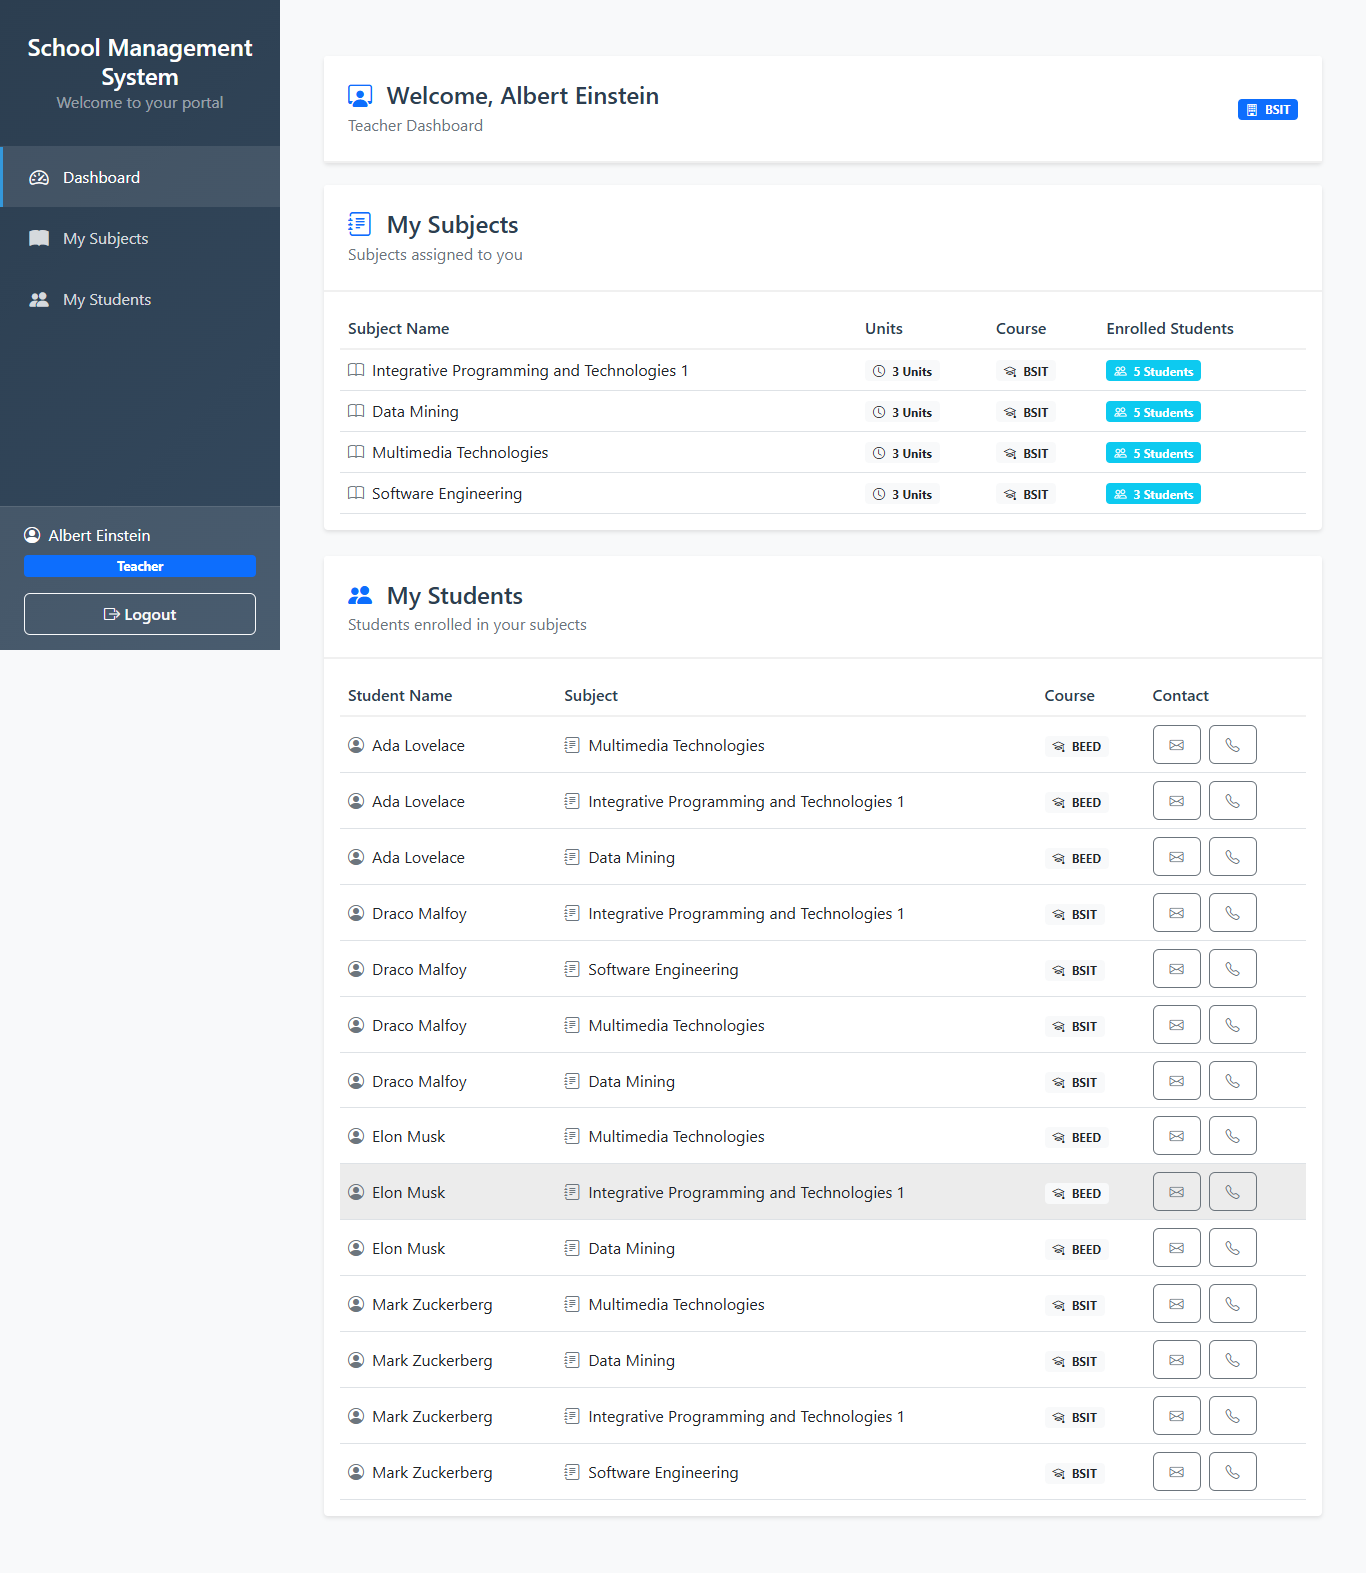 School Management
System
Welcome to your portal
Dashboard
My Subjects
My Students
Albert Einstein
Teacher
Logout
Welcome, Albert Einstein
Teacher Dashboard
BSIT
My Subjects
Subjects assigned to you
Subject Name Units Course Enrolled Students
Integrative Programming and Technologies 1 3 Units BSIT 5 Students
Data Mining 3 Units BSIT 5 Students
Multimedia Technologies 3 Units BSIT 5 Students
Software Engineering 3 Units BSIT 3 Students
My Students
Students enrolled in your subjects
Student Name Subject Course Contact
Ada Lovelace Multimedia Technologies BEED
Ada Lovelace Integrative Programming and Technologies 1 BEED
Ada Lovelace Data Mining BEED
Draco Malfoy Integrative Programming and Technologies 1 BSIT
Draco Malfoy Software Engineering BSIT
Draco Malfoy Multimedia Technologies BSIT
Draco Malfoy Data Mining BSIT
Elon Musk Multimedia Technologies BEED
Elon Musk Integrative Programming and Technologies 1 BEED
Elon Musk Data Mining BEED
Mark Zuckerberg Multimedia Technologies BSIT
Mark Zuckerberg Data Mining BSIT
Mark Zuckerberg Integrative Programming and Technologies 1 BSIT
Mark Zuckerberg Software Engineering BSIT